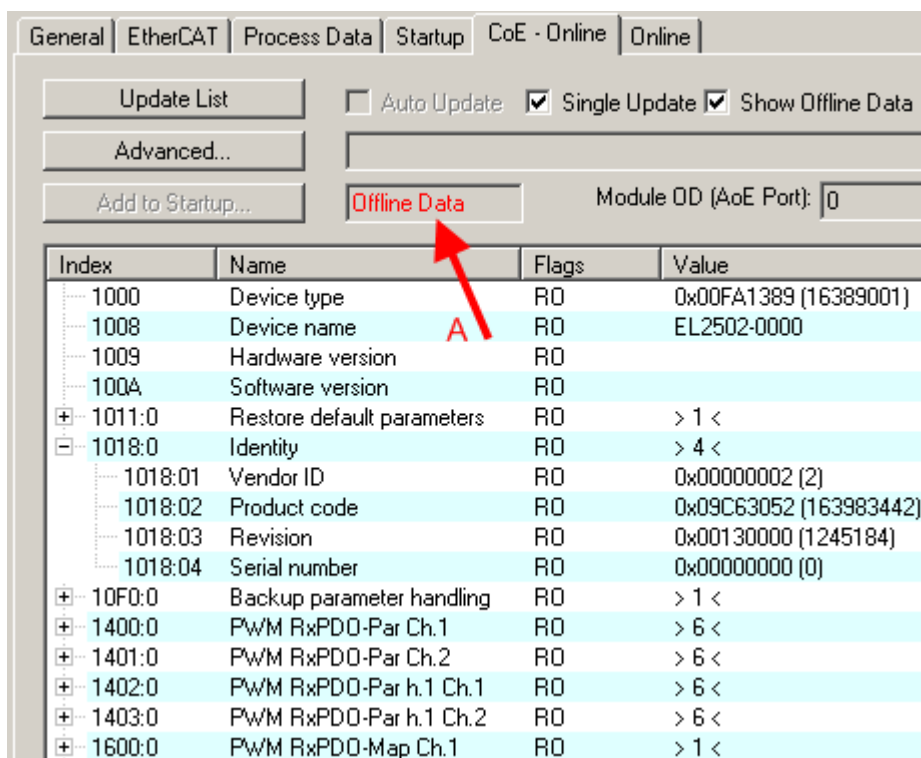 General EtherCAT Process Data Startup CoE - Online Online
Update List Auto Update Single Update Show Offline Data
Advanced...
Add to Startup... Offline Data Module OD (AoE Port): 0
Index Name Flags Value
1000 Device type RO 0x00FA1389 (16389001)
1008 Device name RO EL2502-0000
A
1009 Hardware version RO
100A Software version RO
1011:0 Restore default parameters RO > 1 <
1018:0 Identity RO > 4 <
1018:01 Vendor ID RO 0x00000002 (2)
1018:02 Product code RO 0x09C63052 (163983442)
1018:03 Revision RO 0x00130000 (1245184)
1018:04 Serial number RO 0x00000000 (0)
10F0:0 Backup parameter handling RO > 1 <
1400:0 PWM RxPDO-Par Ch.1 RO > 6 <
1401:0 PWM RxPDO-Par Ch.2 RO > 6 <
1402:0 PWM RxPDO-Par h.1 Ch.1 RO > 6 <
1403:0 PWM RxPDO-Par h.1 Ch.2 RO > 6 <
1600:0 PWM RxPDO-Map Ch.1 RO > 1 <